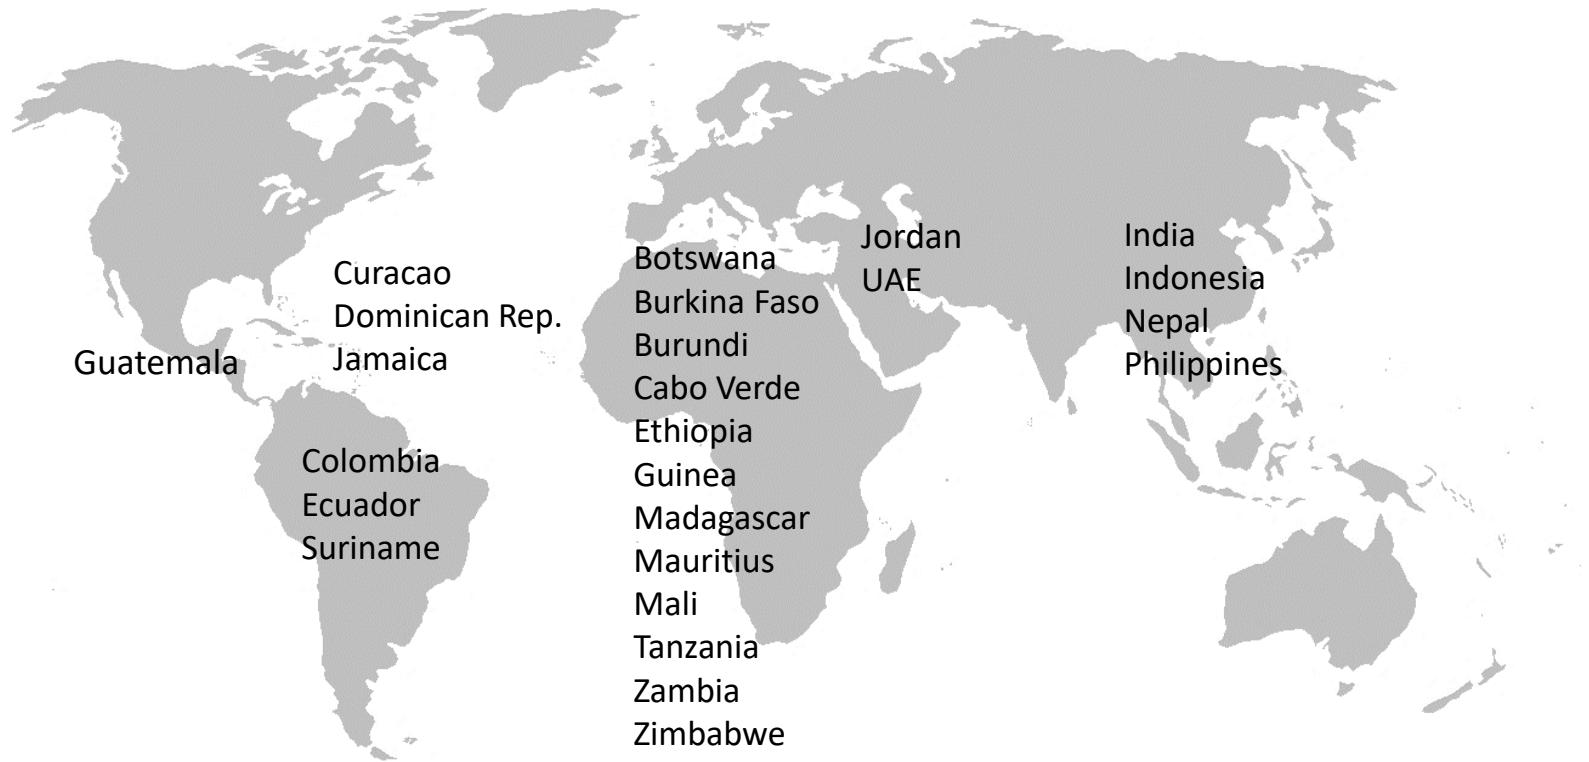 Guatemala
Curacao
Dominican Rep.
Jamaica
Colombia
Ecuador
Suriname
Botswana
Burkina Faso
Burundi
Cabo Verde
Ethiopia
Guinea
Madagascar
Mauritius
Mali
Tanzania
Zambia
Zimbabwe
Jordan
UAE
India
Indonesia
Nepal
Philippines